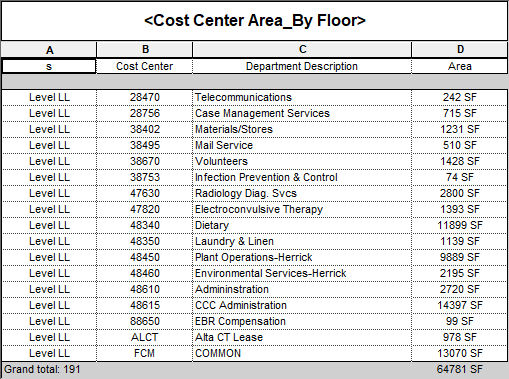 <Cost Center Area_By Floor>
A B C D
s Cost Center Department Description Area
Level LL 28470 Telecommunications 242 SF
Level LL 28756 Case Management Services 715 SF
Level LL 38402 Materials/Stores 1231 SF
Level LL 38495 Mail Service 510 SF
Level LL 38670 Volunteers 1428 SF
Level LL 38753 Infection Prevention & Control 74 SF
Level LL 47630 Radiology Diag. Svcs 2800 SF
Level LL 47820 Electroconvulsive Therapy 1393 SF
Level LL 48340 Dietary 11899 SF
Level LL 48350 Laundry & Linen 1139 SF
Level LL 48450 Plant Operations-Herrick 9889 SF
Level LL 48460 Environmental Services-Herrick 2195 SF
Level LL 48610 Admininstration 2720 SF
Level LL 48615 CCC Administration 14397 SF
Level LL 88650 EBR Compensation 99 SF
Level LL ALCT Alta CT Lease 978 SF
Level LL FCM COMMON 13070 SF
Grand total: 191 64781 SF